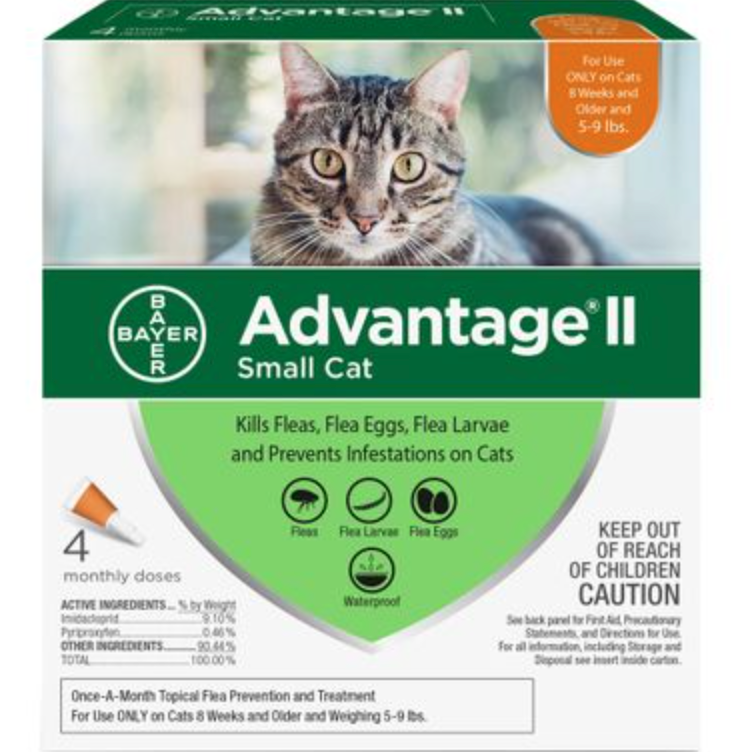 Advantage® II
Small Cat
4 monthly doses
For Use
ONLY on Cats
8 Weeks and
Older and
5-9 lbs.
BAYER
BAYER
Advantage® II
Small Cat
Kills Fleas, Flea Eggs, Flea Larvae
and Prevents Infestations on Cats
Fleas Flea Larvae Flea Eggs
Waterproof
4
monthly doses
KEEP OUT
OF REACH
OF CHILDREN
CAUTION
See back panel for First Aid, Precautionary
Statements, and Directions for Use.
For all information, including Storage and
Disposal see insert inside carton.
ACTIVE INGREDIENTS... % by Weight
Imidacloprid 9.10%
Pyriproxyfen 0.46%
OTHER INGREDIENTS 90.44%
TOTAL 100.00%
Once-A-Month Topical Flea Prevention and Treatment
For Use ONLY on Cats 8 Weeks and Older and Weighing 5-9 lbs.